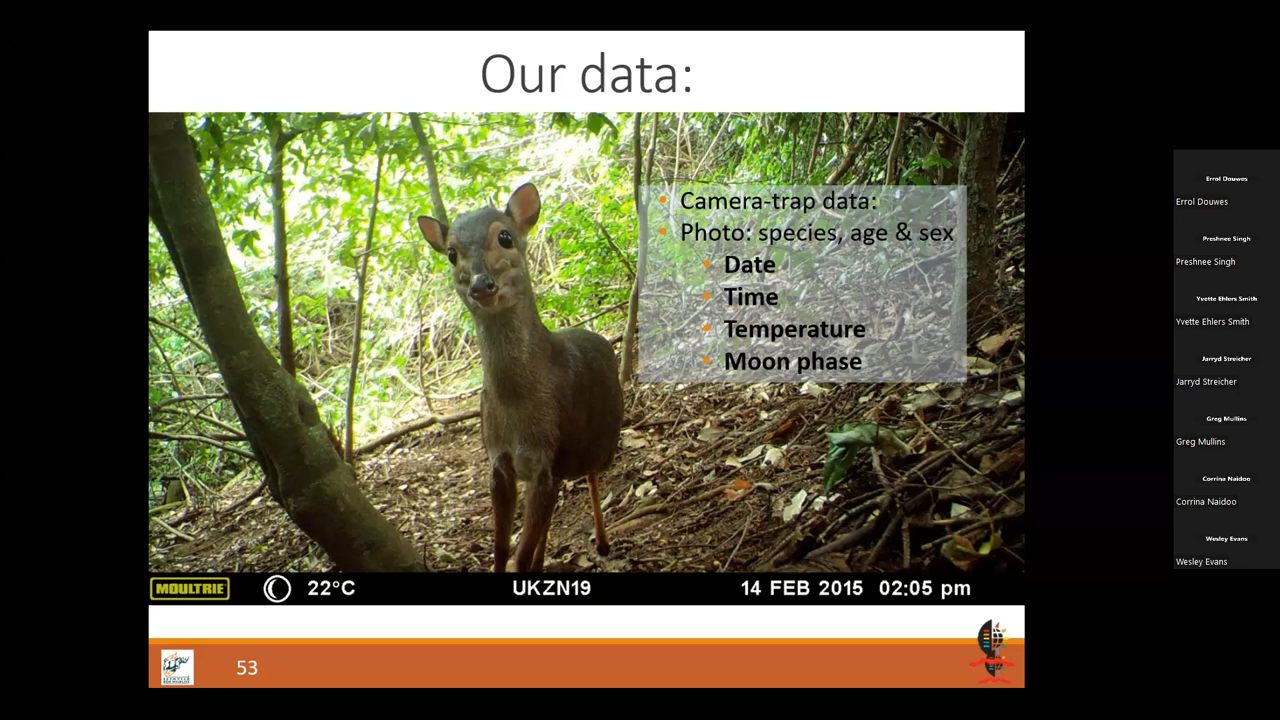 Our data:
Camera-trap data:
Photo: species, age & sex
Date
Time
Temperature
Moon phase
MOULTRIE 22°C UKZN19 14 FEB 2015 02:05 pm
53
Errol Douwes
Errol Douwes
Preshnee Singh
Preshnee Singh
Yvette Ehlers Smith
Yvette Ehlers Smith
Jarryd Streicher
Jarryd Streicher
Greg Mullins
Greg Mullins
Corrina Naidoo
Corrina Naidoo
Wesley Evans
Wesley Evans